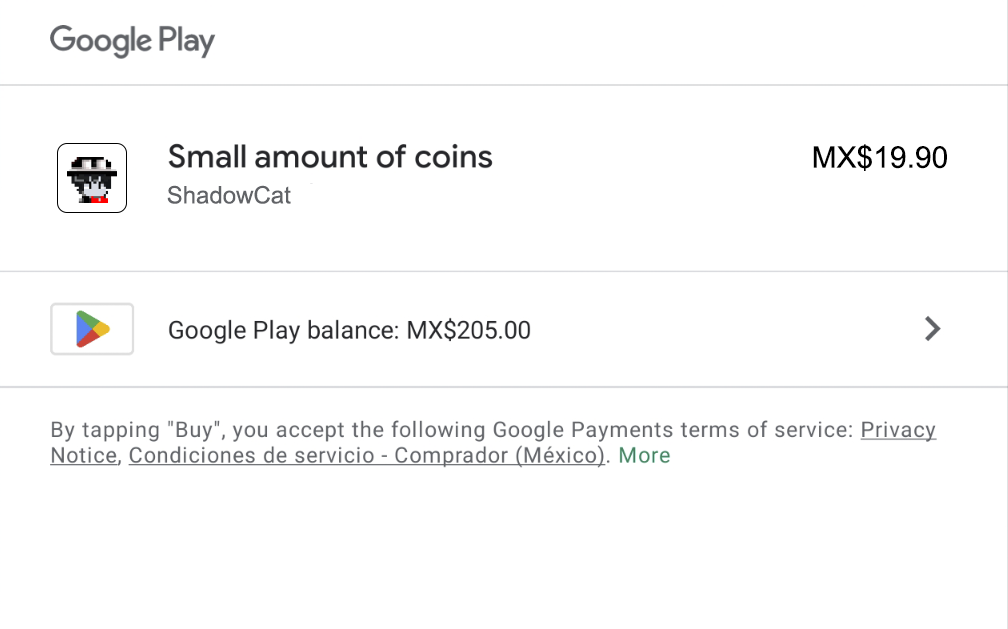 Google Play
Small amount of coins
MX$19.90
ShadowCat
Google Play balance: MX$205.00
By tapping "Buy", you accept the following Google Payments terms of service: Privacy
Notice, Condiciones de servicio - Comprador (México). More